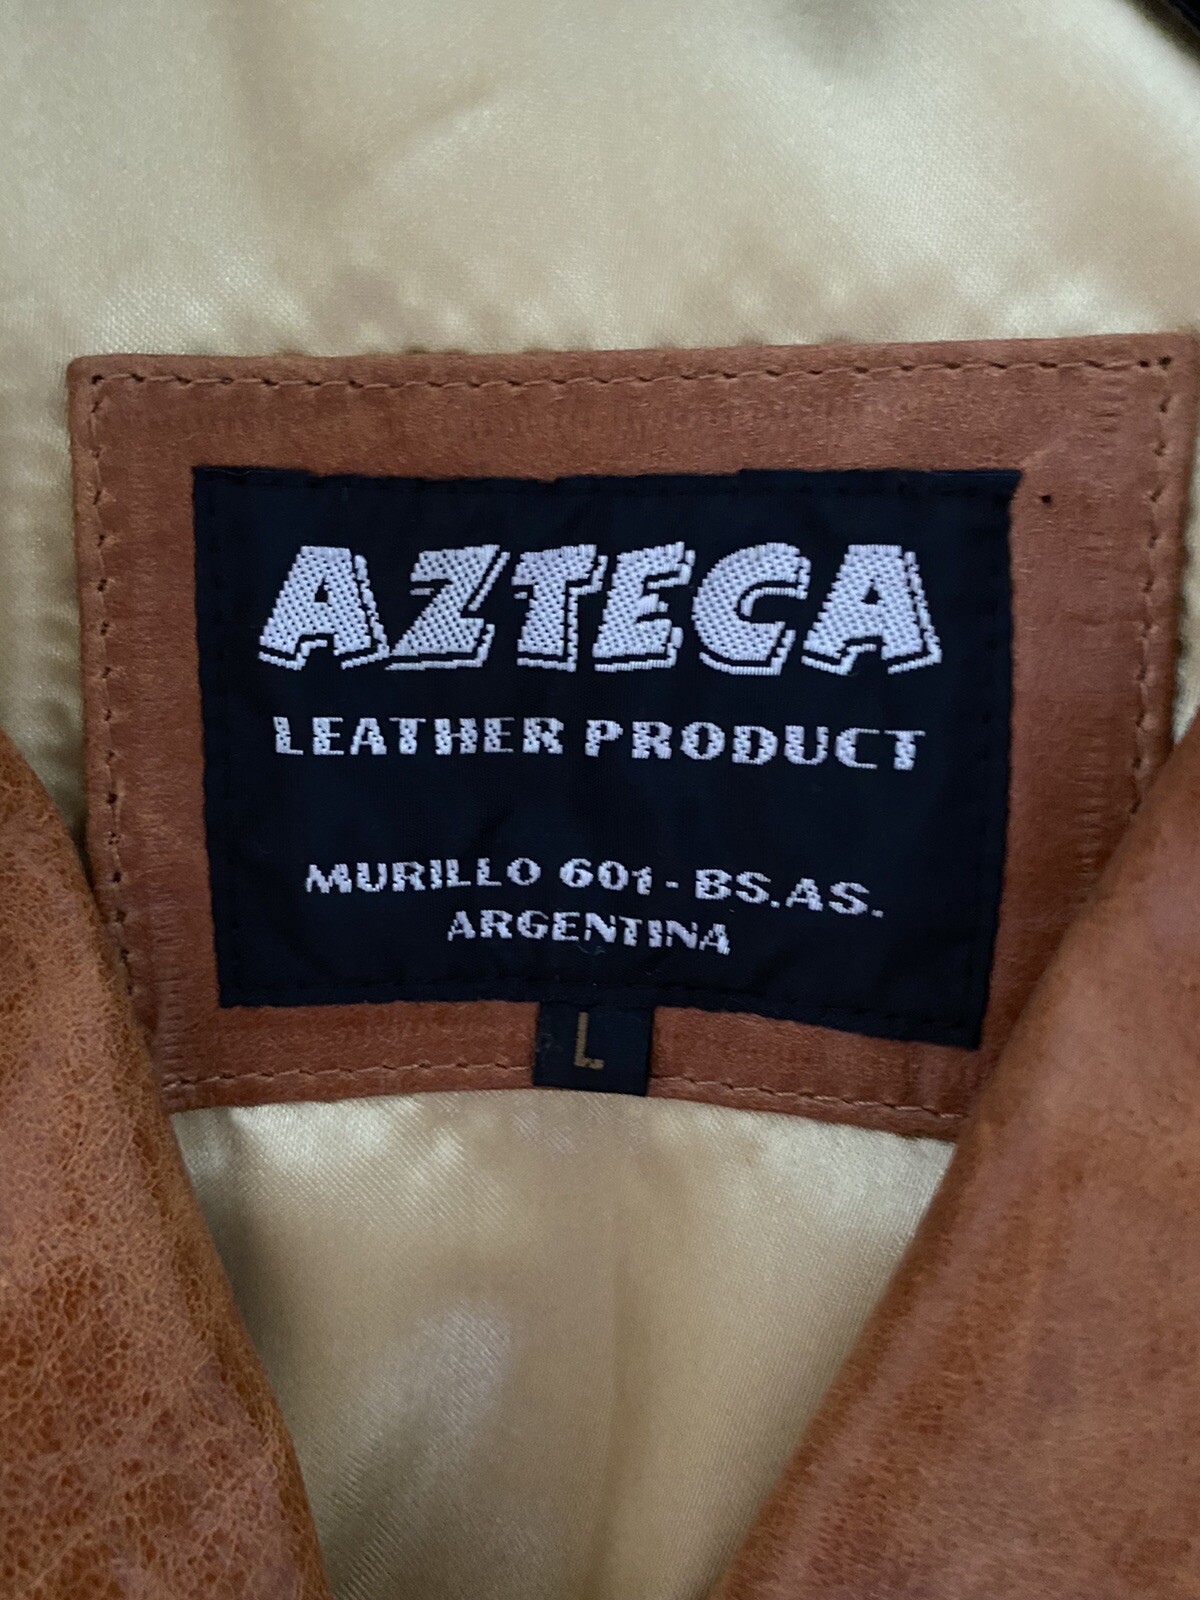 AZTECA
LEATHER PRODUCT
MURILLO 601 - BS.AS.
ARGENTINA
L